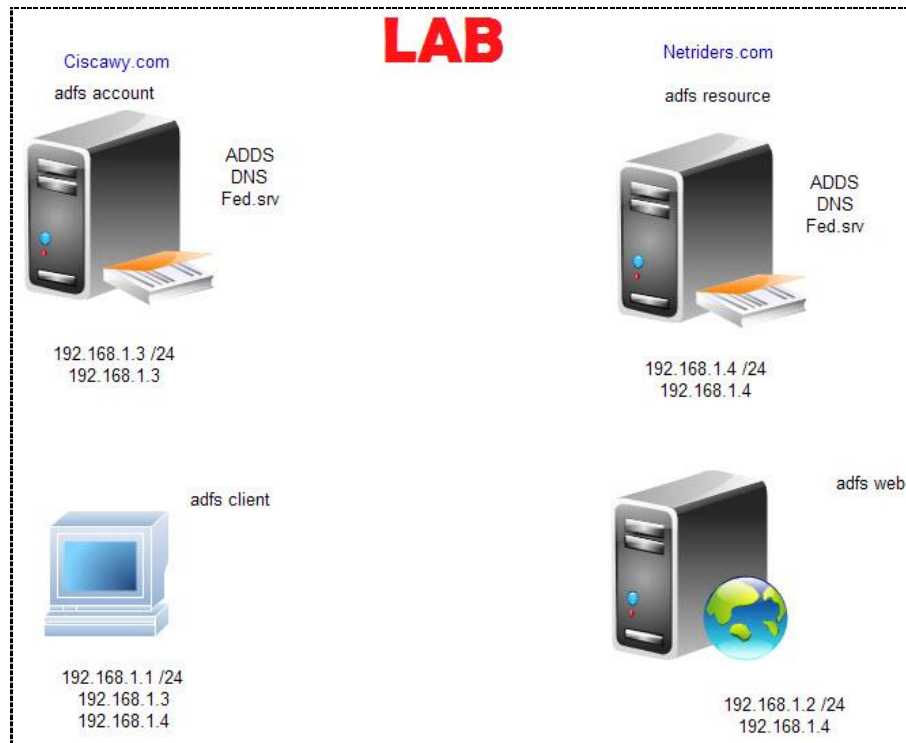 LAB
Ciscawy.com
adfs account
ADDS
DNS
Fed.srv
192.168.1.3 /24
192.168.1.3
Netriders.com
adfs resource
ADDS
DNS
Fed.srv
192.168.1.4 /24
192.168.1.4
adfs client
192.168.1.1 /24
192.168.1.3
192.168.1.4
adfs web
192.168.1.2 /24
192.168.1.4